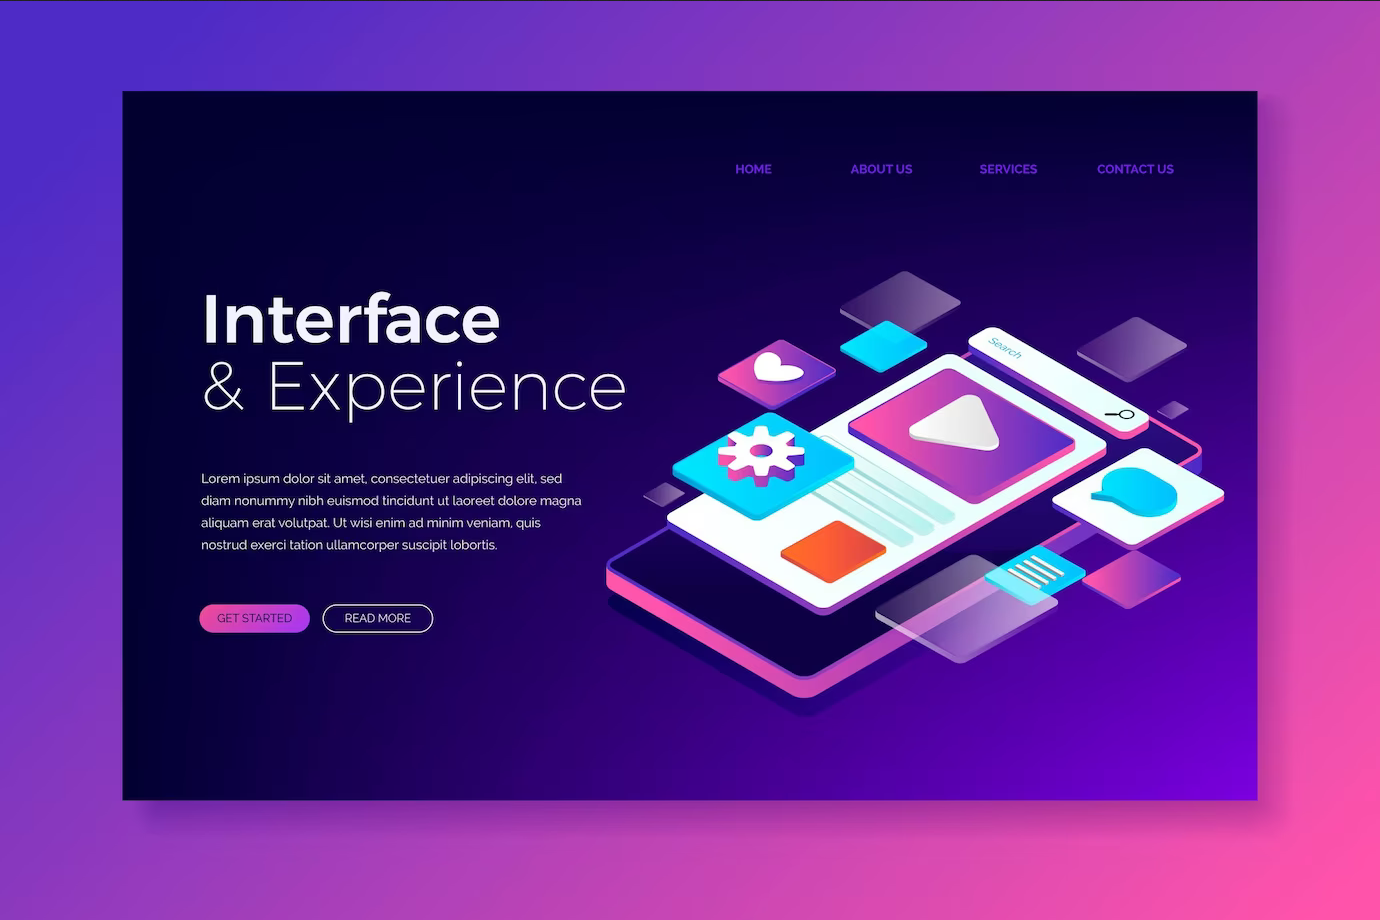 HOME ABOUT US SERVICES CONTACT US
Interface
& Experience
Search
Lorem ipsum dolor sit amet, consectetuer adipiscing elit, sed
diam nonummy nibh euismod tincidunt ut laoreet dolore magna
aliquam erat volutpat. Ut wisi enim ad minim veniam, quis
nostrud exerci tation ullamcorper suscipit lobortis.
GET STARTED READ MORE